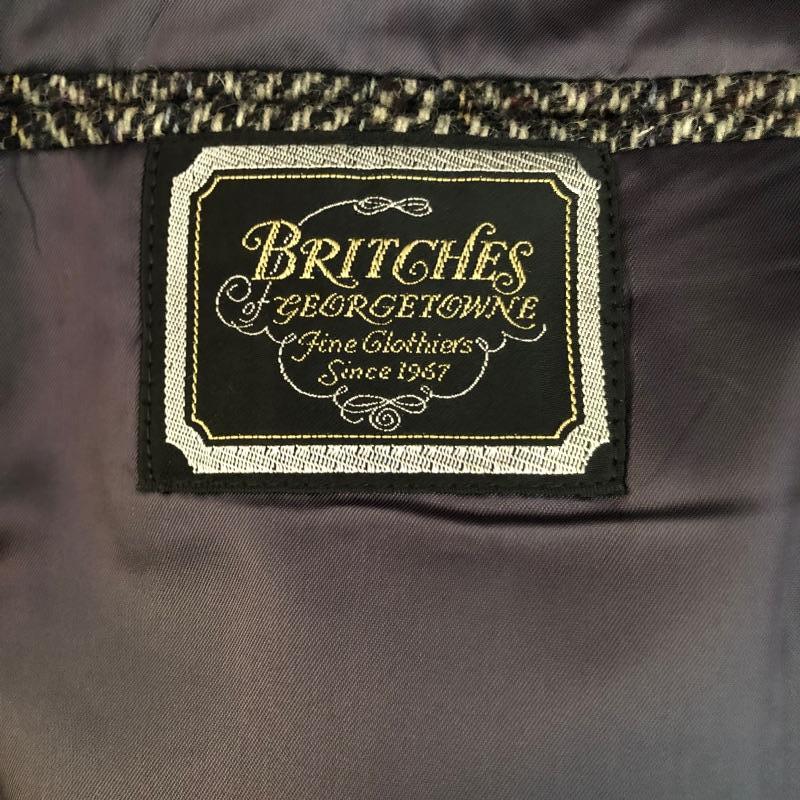 BRITCHES
of GEORGETOWNE
Fine Clothiers
Since 1967